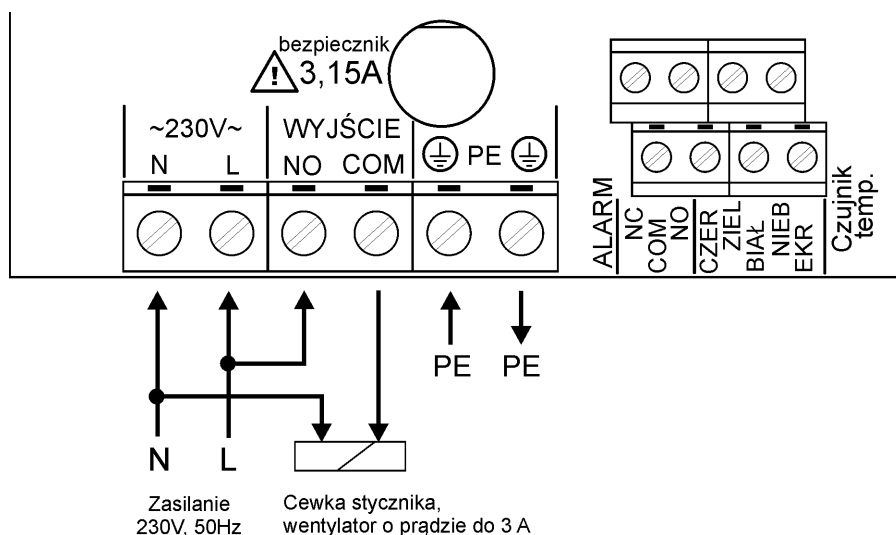 bezpiecznik
3,15A
~230V~
WYJŚCIE
N
L
NO
COM
PE
ALARM
NC
COM
NO
CZER
ZIEL
BIAŁ
NIEB
EKR
Czujnik
temp.
PE
PE
N
L
Zasilanie
230V, 50Hz
Cewka stycznika,
wentylator o prądzie do 3 A